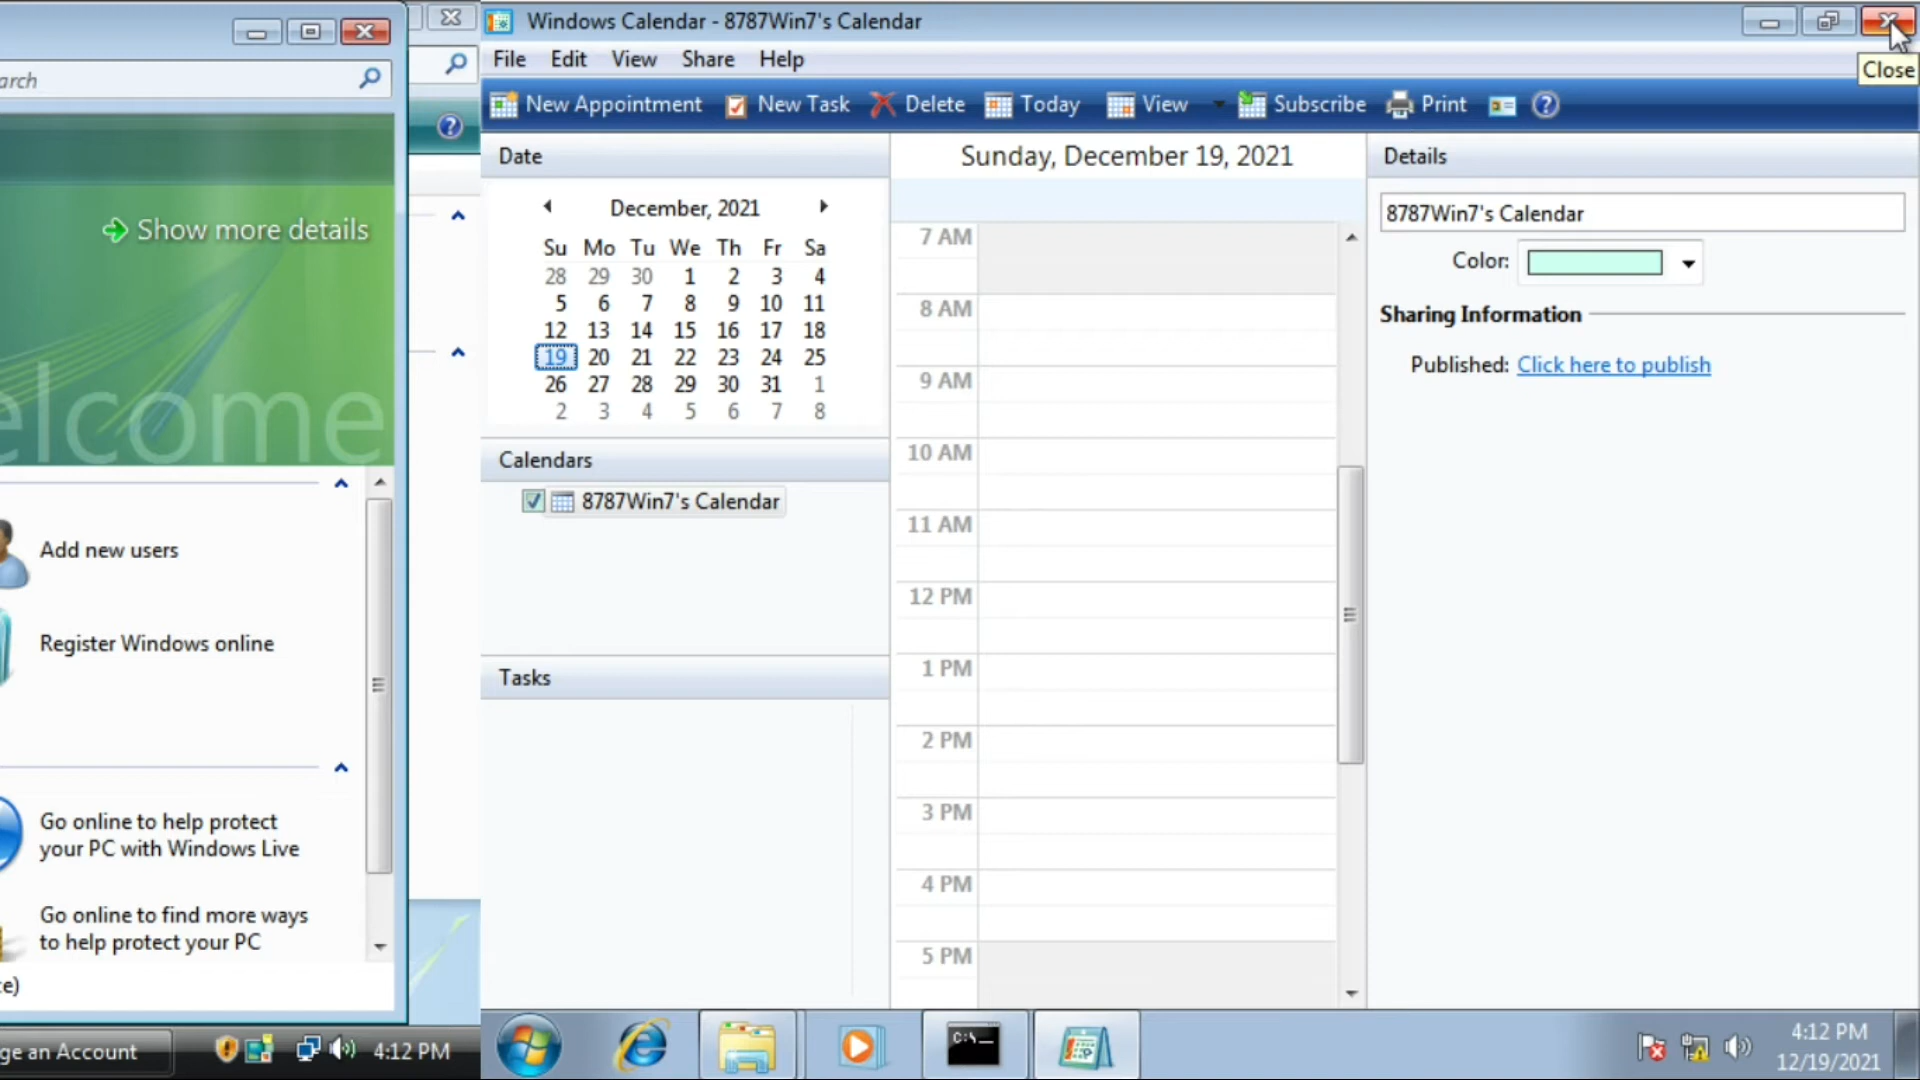 arch
Show more details
elcome
Add new users
Register Windows online
Go online to help protect
your PC with Windows Live
Go online to find more ways
to help protect your PC
ge an Account
4:12 PM
Windows Calendar - 8787Win7's Calendar
Close
File Edit View Share Help
New Appointment New Task Delete Today View Subscribe Print
Date
December, 2021
Su Mo Tu We Th Fr Sa
28 29 30 1 2 3 4
5 6 7 8 9 10 11
12 13 14 15 16 17 18
19 20 21 22 23 24 25
26 27 28 29 30 31 1
2 3 4 5 6 7 8
Calendars
8787Win7's Calendar
Tasks
Sunday, December 19, 2021
7 AM
8 AM
9 AM
10 AM
11 AM
12 PM
1 PM
2 PM
3 PM
4 PM
5 PM
Details
8787Win7's Calendar
Color:
Sharing Information
Published: Click here to publish
C:\_
4:12 PM
12/19/2021